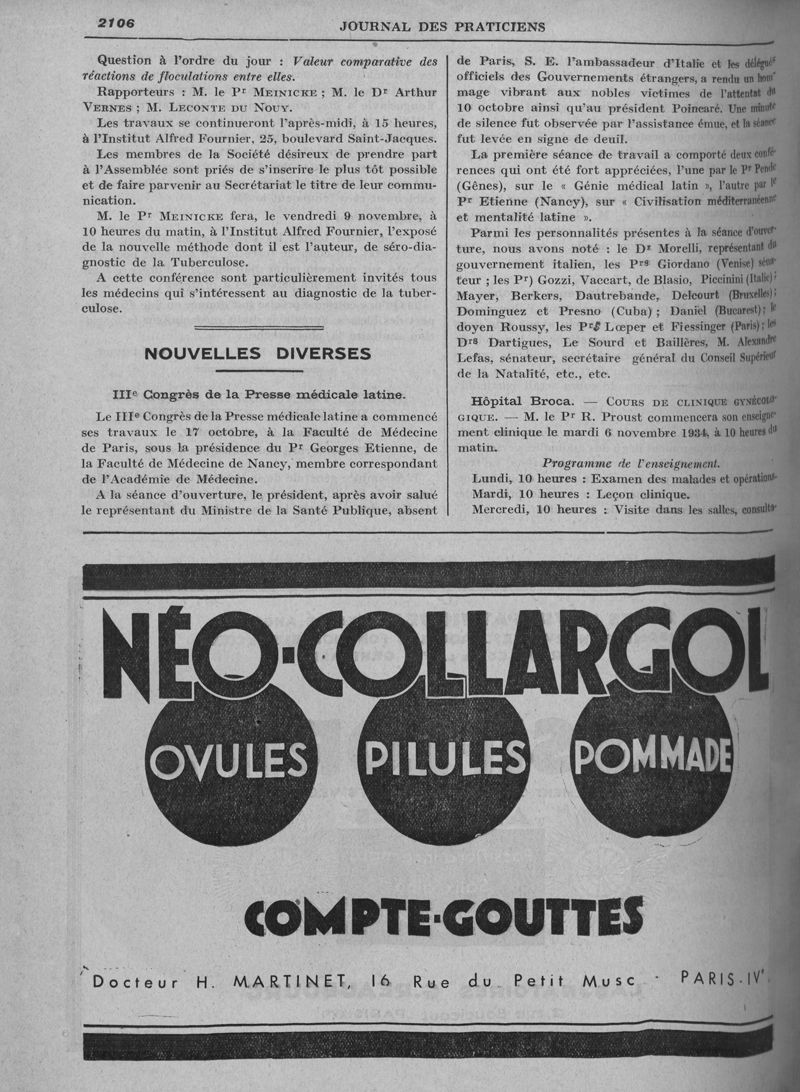 2106
JOURNAL DES PRATICIENS
Question à l'ordre du jour : Valeur comparative des
réactions de floculations entre elles.
Rapporteurs : M. le Pr Meinicke ; M. le Dr Arthur
Vernes ; M. Leconte du Nouy.
Les travaux se continueront l'après-midi, à 15 heures,
à l'Institut Alfred Fournier, 25, boulevard Saint-Jacques.
Les membres de la Société désireux de prendre part
à l'Assemblée sont priés de s'inscrire le plus tôt possible
et de faire parvenir au Secrétariat le titre de leur commu-
nication.
M. le Pr Meinicke fera, le vendredi 9 novembre, à
10 heures du matin, à l'Institut Alfred Fournier, l'exposé
de la nouvelle méthode dont il est l'auteur, de séro-dia-
gnostic de la Tuberculose.
A cette conférence sont particulièrement invités tous
les médecins qui s'intéressent au diagnostic de la tuber-
culose.
NOUVELLES DIVERSES
IIIe Congrès de la Presse médicale latine.
Le IIIe Congrès de la Presse médicale latine a commencé
ses travaux le 17 octobre, à la Faculté de Médecine
de Paris, sous la présidence du Pr Georges Etienne, de
la Faculté de Médecine de Nancy, membre correspondant
de l'Académie de Médecine.
A la séance d'ouverture, le président, après avoir salué
le représentant du Ministre de la Santé Publique, absent
de Paris, S. E. l'ambassadeur d'Italie et les délégués
officiels des Gouvernements étrangers, a rendu un hom-
mage vibrant aux nobles victimes de l'attentat du
10 octobre ainsi qu'au président Poincaré. Une minute
de silence fut observée par l'assistance émue, et la séance
fut levée en signe de deuil.
La première séance de travail a comporté deux confé-
rences qui ont été fort appréciées, l'une par le Pr Pende
(Gênes), sur le « Génie médical latin », l'autre par le
Pr Etienne (Nancy), sur « Civilisation méditerranéenne
et mentalité latine ».
Parmi les personnalités présentes à la séance d'ouver-
ture, nous avons noté : le Dr Morelli, représentant du
gouvernement italien, les Prs Giordano (Venise) séna-
teur ; les Pr) Gozzi, Vaccart, de Blasio, Piccinini (Italie) ;
Mayer, Berkers, Dautrebande, Delcourt (Bruxelles) ;
Dominguez et Presno (Cuba) ; Daniel (Bucarest) ; le
doyen Roussy, les Prs Lœper et Fiessinger (Paris) ; les
Drs Dartigues, Le Sourd et Baillères, M. Alexandre
Lefas, sénateur, secrétaire général du Conseil Supérieur
de la Natalité, etc., etc.
Hôpital Broca. — Cours de clinique gynécolo-
gique. — M. le Pr R. Proust commencera son enseigne-
ment clinique le mardi 6 novembre 1934, à 10 heures du
matin.
Programme de l'enseignement.
Lundi, 10 heures : Examen des malades et opérations.
Mardi, 10 heures : Leçon clinique.
Mercredi, 10 heures : Visite dans les salles, consulta-
NÉO-COLLARGOL
OVULES
PILULES
POMMADE
COMPTE-GOUTTES
Docteur H. MARTINET, 16 Rue du Petit Musc - PARIS-IVe